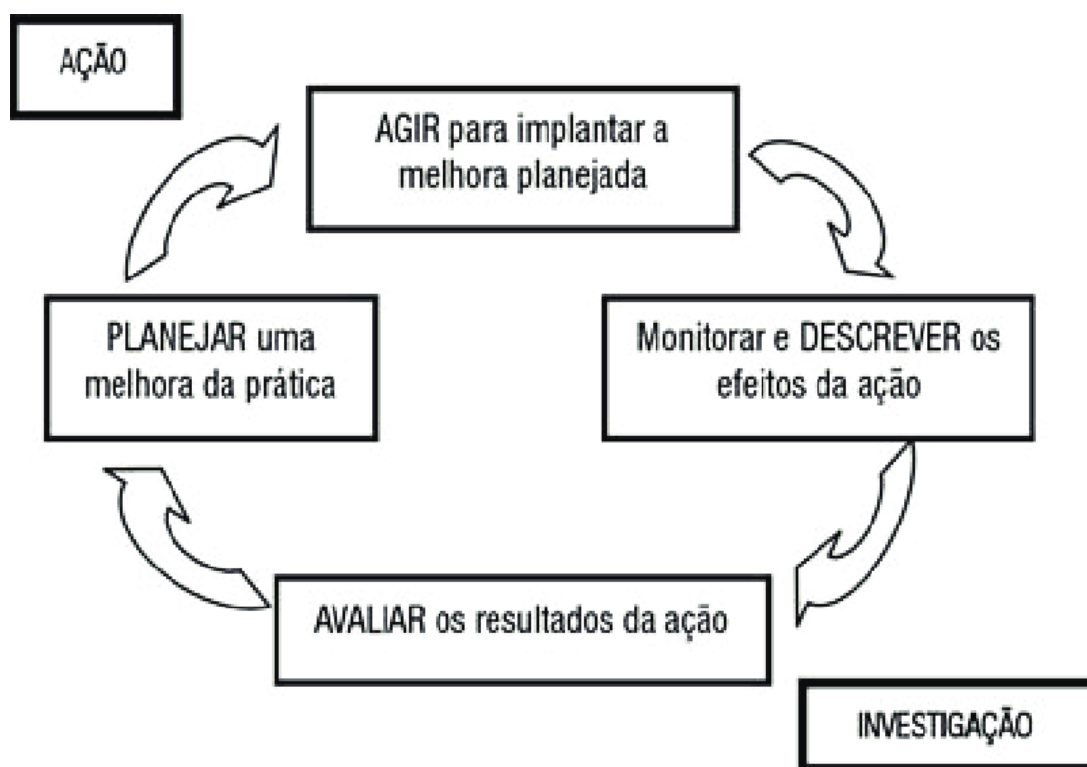 AÇÃO
AGIR para implantar a
melhora planejada
PLANEJAR uma
melhora da prática
Monitorar e DESCREVER os
efeitos da ação
AVALIAR os resultados da ação
INVESTIGAÇÃO